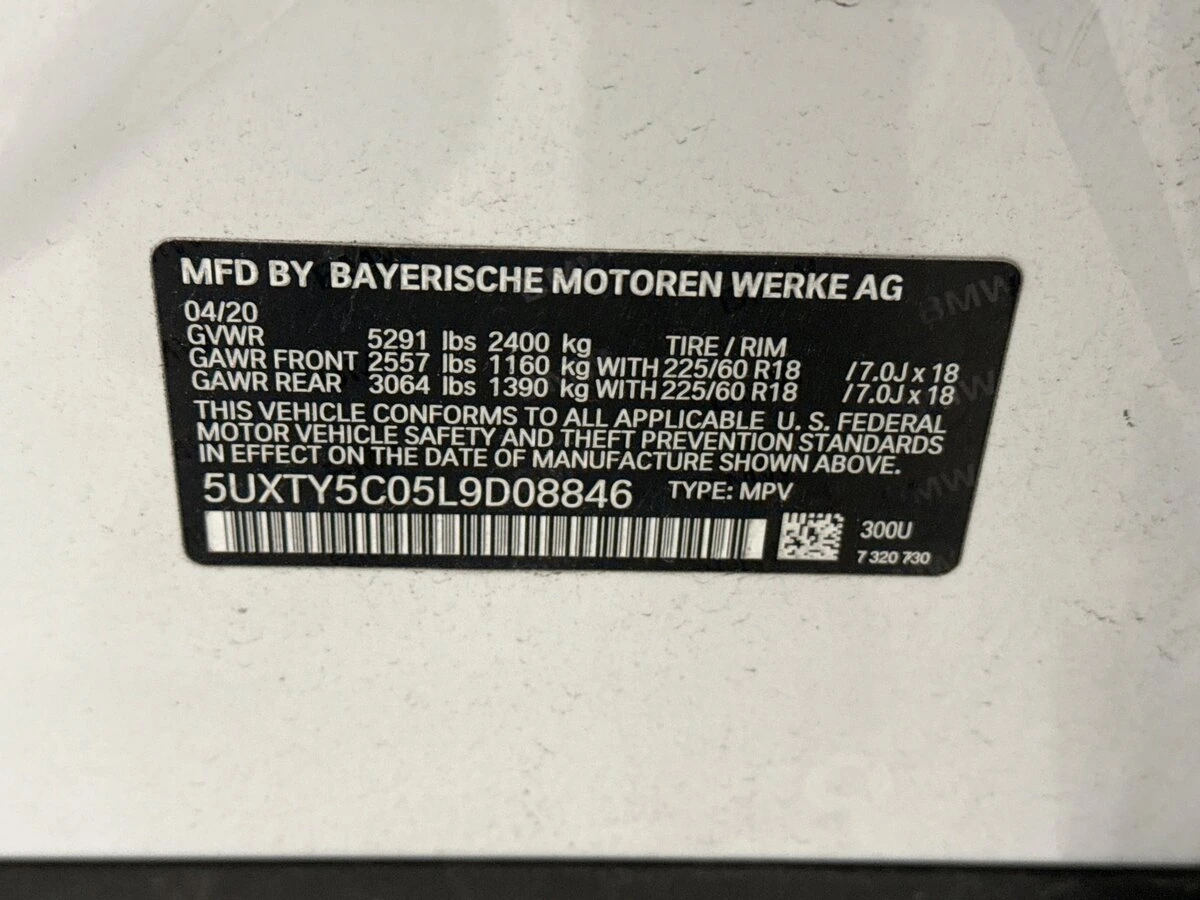 MFD BY BAYERISCHE MOTOREN WERKE AG
04/20
GVWR 5291 lbs 2400 kg TIRE / RIM
GAWR FRONT 2557 lbs 1160 kg WITH 225/60 R18 / 7.0J x 18
GAWR REAR 3064 lbs 1390 kg WITH 225/60 R18 / 7.0J x 18
THIS VEHICLE CONFORMS TO ALL APPLICABLE U. S. FEDERAL
MOTOR VEHICLE SAFETY AND THEFT PREVENTION STANDARDS
IN EFFECT ON THE DATE OF MANUFACTURE SHOWN ABOVE.
5UXTY5C05L9D08846 TYPE: MPV
300U
7 320 730
BMW
BMW
BMW